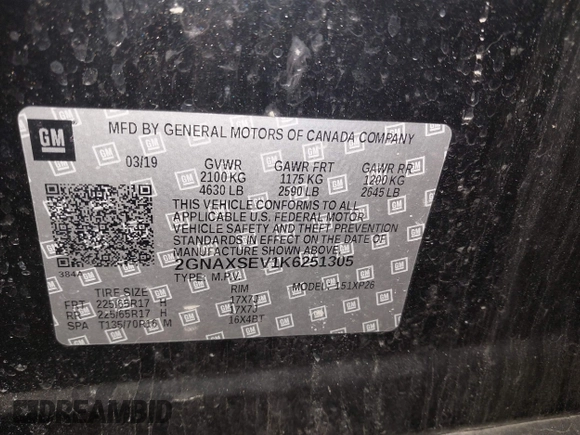 GM
MFD BY GENERAL MOTORS OF CANADA COMPANY
03/19 GVWR GAWR FRT GAWR RR
2100 KG 1175 KG 1200 KG
4630 LB 2590 LB 2645 LB
THIS VEHICLE CONFORMS TO ALL
APPLICABLE U.S. FEDERAL MOTOR
VEHICLE SAFETY AND THEFT PREVENTION
STANDARDS IN EFFECT ON THE DATE OF
MANUFACTURE SHOWN ABOVE
384A 2GNAXSEV1K6251305
TYPE: M.P.V. MODEL: 1S1XP26
TIRE SIZE RIM
FRT 225/65R17 H 17X7J
RR 225/65R17 H 17X7J
SPA T135/70R16 M 16X4BT
DREAMBID